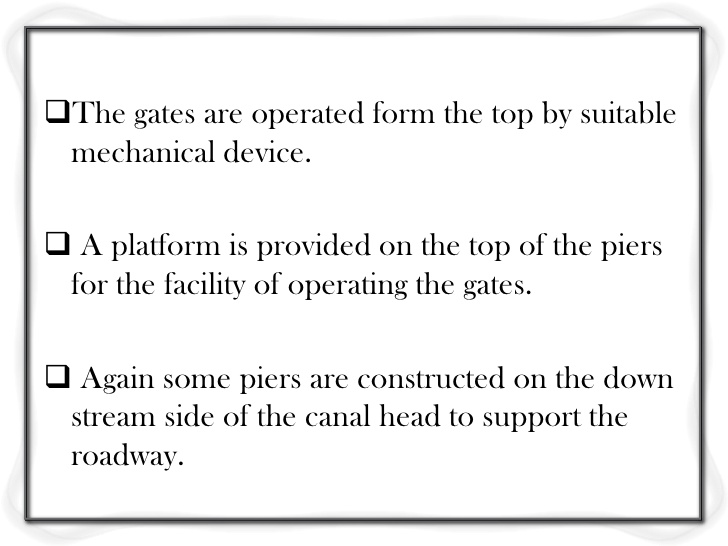 ❑The gates are operated form the top by suitable
mechanical device.
❑ A platform is provided on the top of the piers
for the facility of operating the gates.
❑ Again some piers are constructed on the down
stream side of the canal head to support the
roadway.